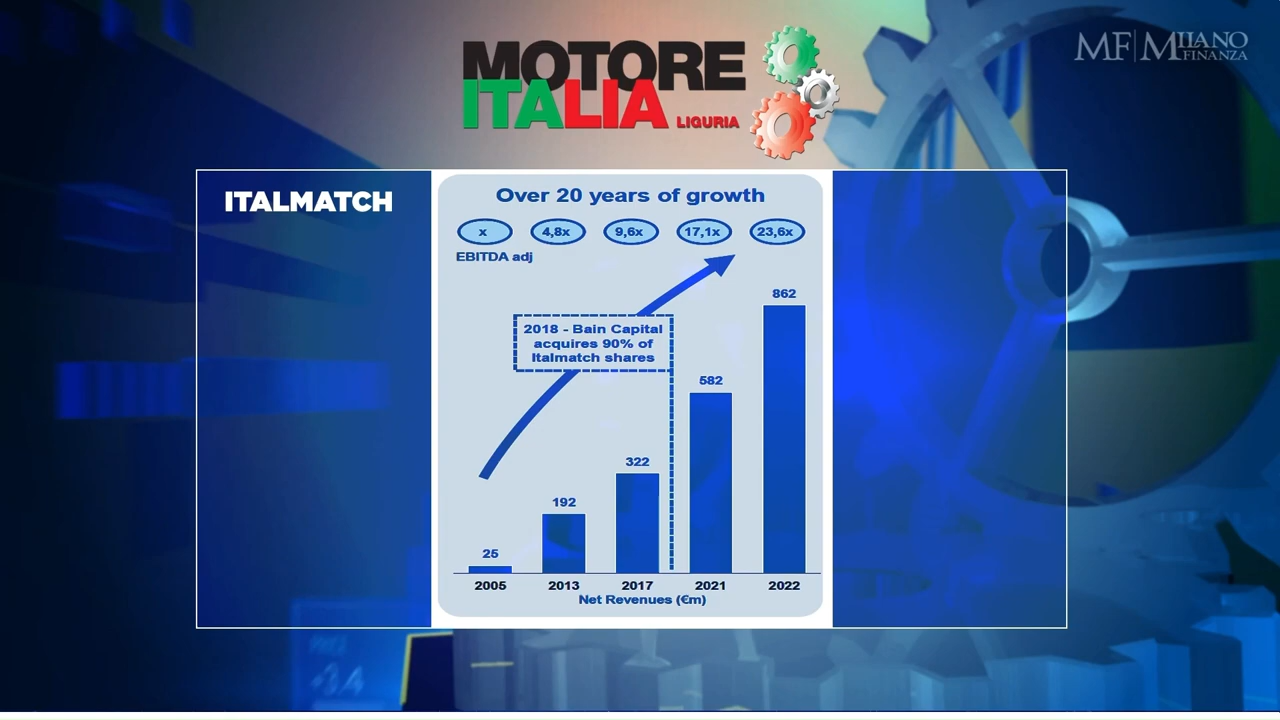 MOTORE
ITALIA LIGURIA
MF MILANO
FINANZA
ITALMATCH
Over 20 years of growth
x 4,8x 9,6x 17,1x 23,6x
EBITDA adj
862
2018 - Bain Capital
acquires 90% of
Italmatch shares
582
322
192
25
2005 2013 2017 2021 2022
Net Revenues (€m)
+3,4